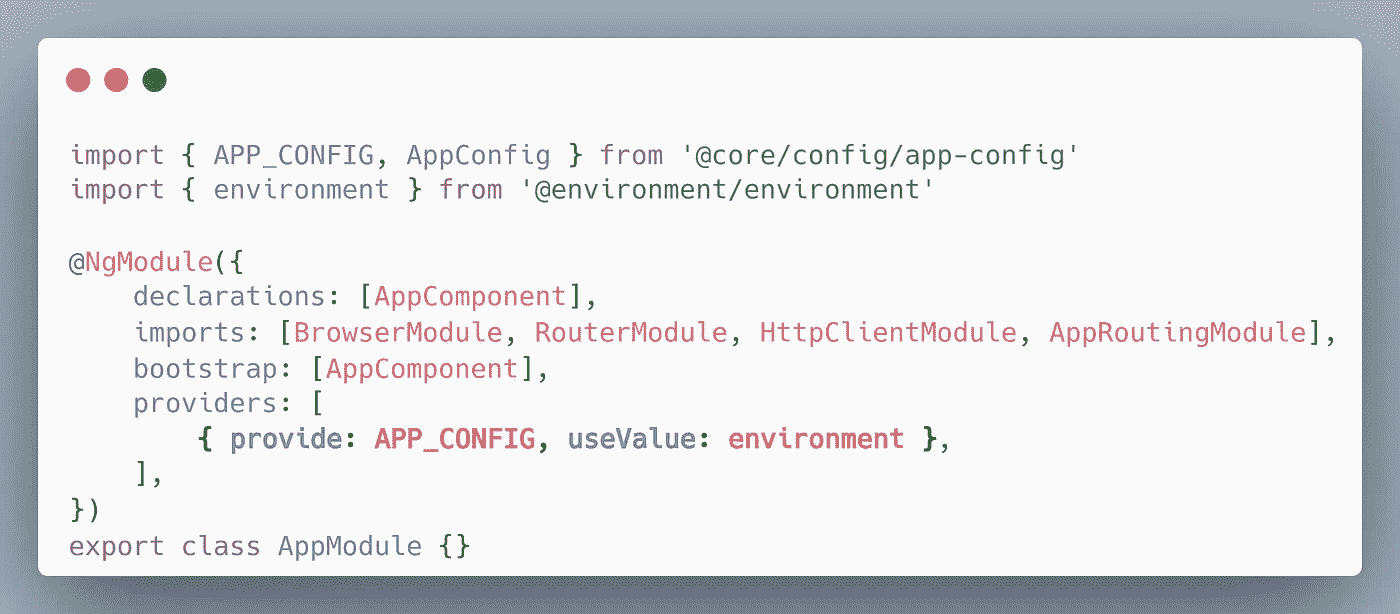 import { APP_CONFIG, AppConfig } from '@core/config/app-config'
import { environment } from '@environment/environment'

@NgModule({
    declarations: [AppComponent],
    imports: [BrowserModule, RouterModule, HttpClientModule, AppRoutingModule],
    bootstrap: [AppComponent],
    providers: [
        { provide: APP_CONFIG, useValue: environment },
    ],
})
export class AppModule {}